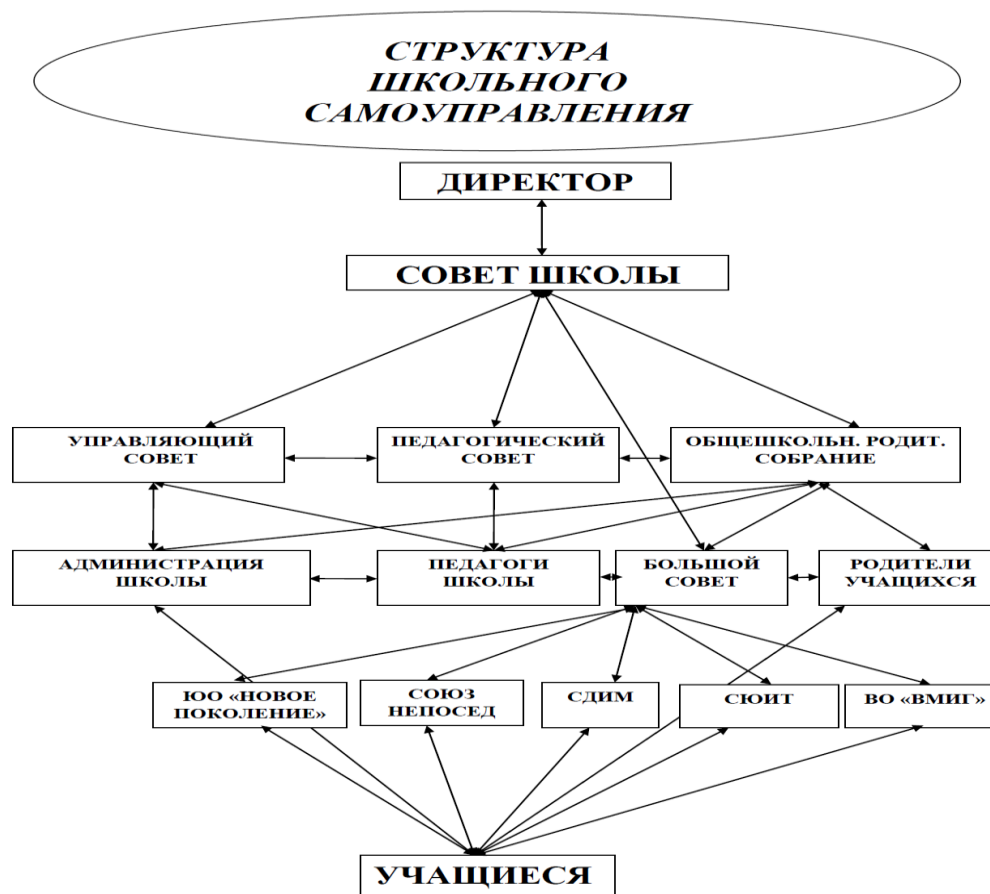 СТРУКТУРА
ШКОЛЬНОГО
САМОУПРАВЛЕНИЯ
ДИРЕКТОР
СОВЕТ ШКОЛЫ
УПРАВЛЯЮЩИЙ
СОВЕТ
ПЕДАГОГИЧЕСКИЙ
СОВЕТ
ОБЩЕШКОЛЬН. РОДИТ.
СОБРАНИЕ
АДМИНИСТРАЦИЯ
ШКОЛЫ
ПЕДАГОГИ
ШКОЛЫ
БОЛЬШОЙ
СОВЕТ
РОДИТЕЛИ
УЧАЩИХСЯ
ЮО «НОВОЕ
ПОКОЛЕНИЕ»
СОЮЗ
НЕПОСЕД
СДИМ
СЮИТ
ВО «ВМИГ»
УЧАЩИЕСЯ